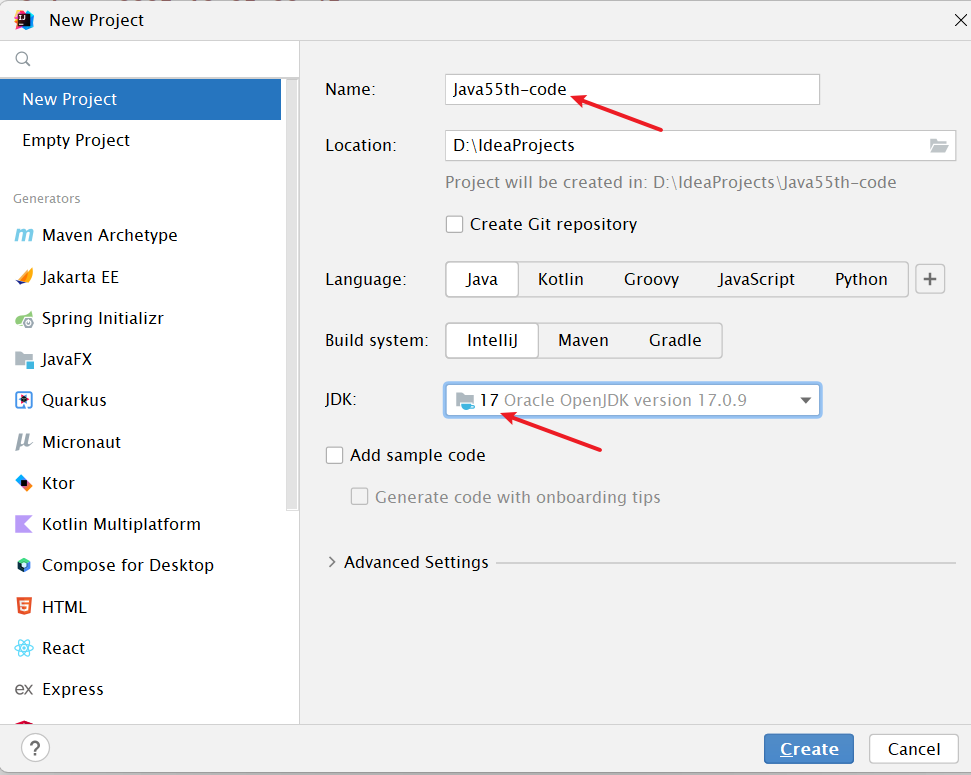 New Project
New Project
Empty Project
Generators
Maven Archetype
Jakarta EE
Spring Initializr
JavaFX
Quarkus
Micronaut
Ktor
Kotlin Multiplatform
Compose for Desktop
HTML
React
ex Express
Name: Java55th-code
Location: D:\IdeaProjects
Project will be created in: D:\IdeaProjects\Java55th-code
Create Git repository
Language: Java Kotlin Groovy JavaScript Python +
Build system: IntelliJ Maven Gradle
JDK: 17 Oracle OpenJDK version 17.0.9
Add sample code
Generate code with onboarding tips
Advanced Settings
? Create Cancel